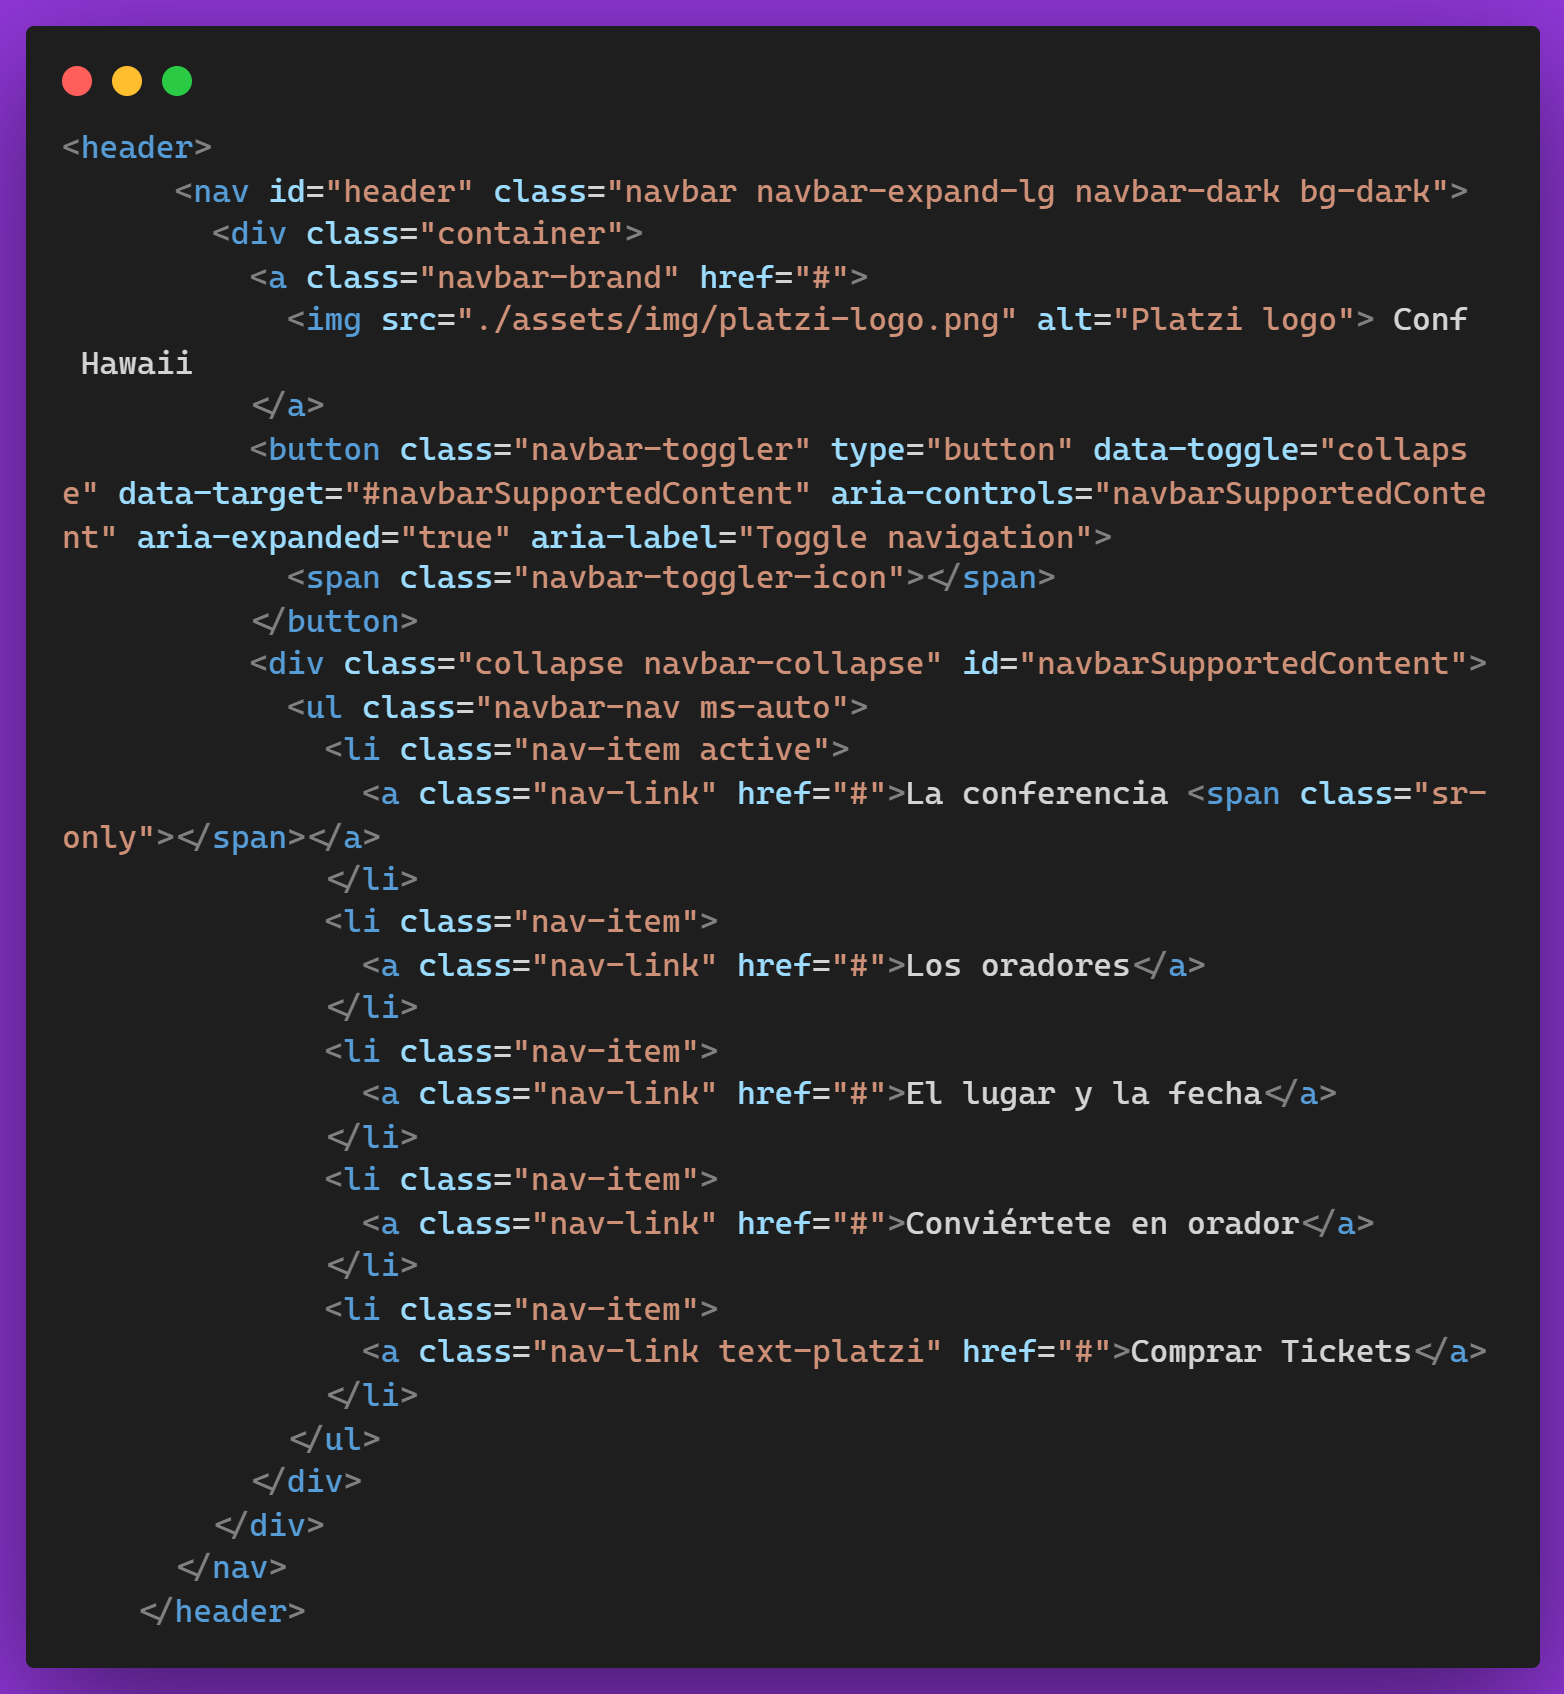 <header>
      <nav id="header" class="navbar navbar-expand-lg navbar-dark bg-dark">
        <div class="container">
          <a class="navbar-brand" href="#">
            <img src="./assets/img/platzi-logo.png" alt="Platzi logo"> Conf
 Hawaii
          </a>
          <button class="navbar-toggler" type="button" data-toggle="collaps
e" data-target="#navbarSupportedContent" aria-controls="navbarSupportedConte
nt" aria-expanded="true" aria-label="Toggle navigation">
            <span class="navbar-toggler-icon"></span>
          </button>
          <div class="collapse navbar-collapse" id="navbarSupportedContent">
            <ul class="navbar-nav ms-auto">
              <li class="nav-item active">
                <a class="nav-link" href="#">La conferencia <span class="sr-
only"></span></a>
              </li>
              <li class="nav-item">
                <a class="nav-link" href="#">Los oradores</a>
              </li>
              <li class="nav-item">
                <a class="nav-link" href="#">El lugar y la fecha</a>
              </li>
              <li class="nav-item">
                <a class="nav-link" href="#">Conviértete en orador</a>
              </li>
              <li class="nav-item">
                <a class="nav-link text-platzi" href="#">Comprar Tickets</a>
              </li>
            </ul>
          </div>
        </div>
      </nav>
    </header>